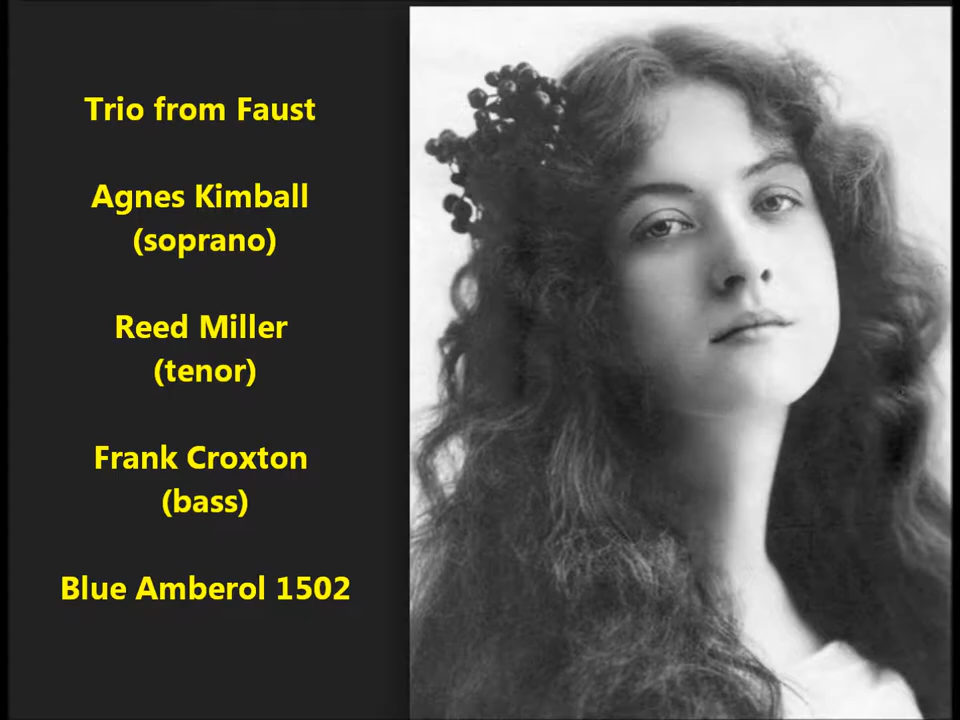 Trio from Faust
Agnes Kimball
(soprano)
Reed Miller
(tenor)
Frank Croxton
(bass)
Blue Amberol 1502